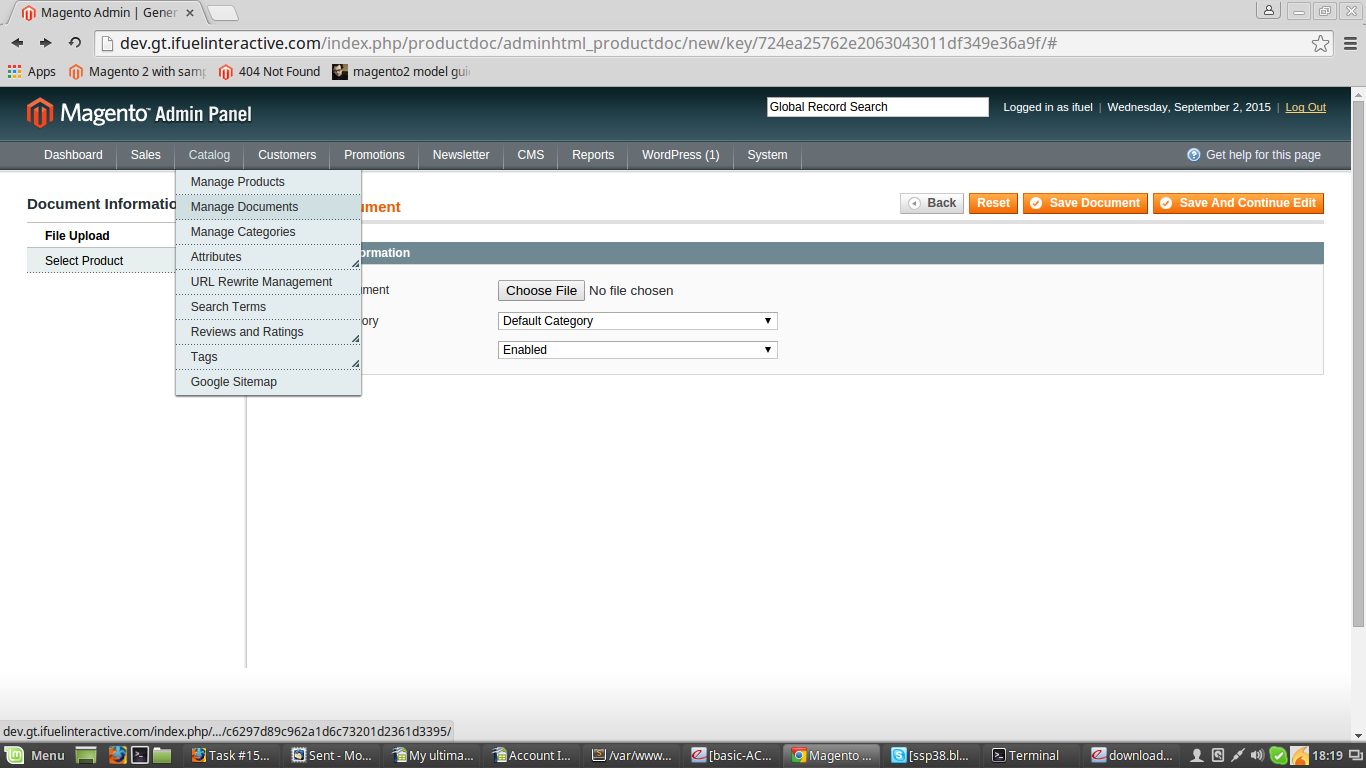 Magento Admin | Gener
dev.gt.ifuelinteractive.com/index.php/productdoc/adminhtml_productdoc/new/key/724ea25762e2063043011df349e36a9f/#
Apps Magento 2 with samp 404 Not Found magento2 model gui
Magento Admin Panel
Global Record Search
Logged in as ifuel | Wednesday, September 2, 2015 | Log Out
Dashboard Sales Catalog Customers Promotions Newsletter CMS Reports WordPress (1) System Get help for this page
Manage Products
Manage Documents
Manage Categories
Attributes
URL Rewrite Management
Search Terms
Reviews and Ratings
Tags
Google Sitemap
Document Informatio
File Upload
Select Product
ument
Back Reset Save Document Save And Continue Edit
ormation
ment Choose File No file chosen
ory Default Category
Enabled
dev.gt.ifuelinteractive.com/index.php/.../c6297d89c962a1d6c73201d2361d3395/
Menu Task #15... Sent - Mo... My ultima... Account I... /var/www... [basic-AC... Magento ... [ssp38.bl... Terminal download... 18:19